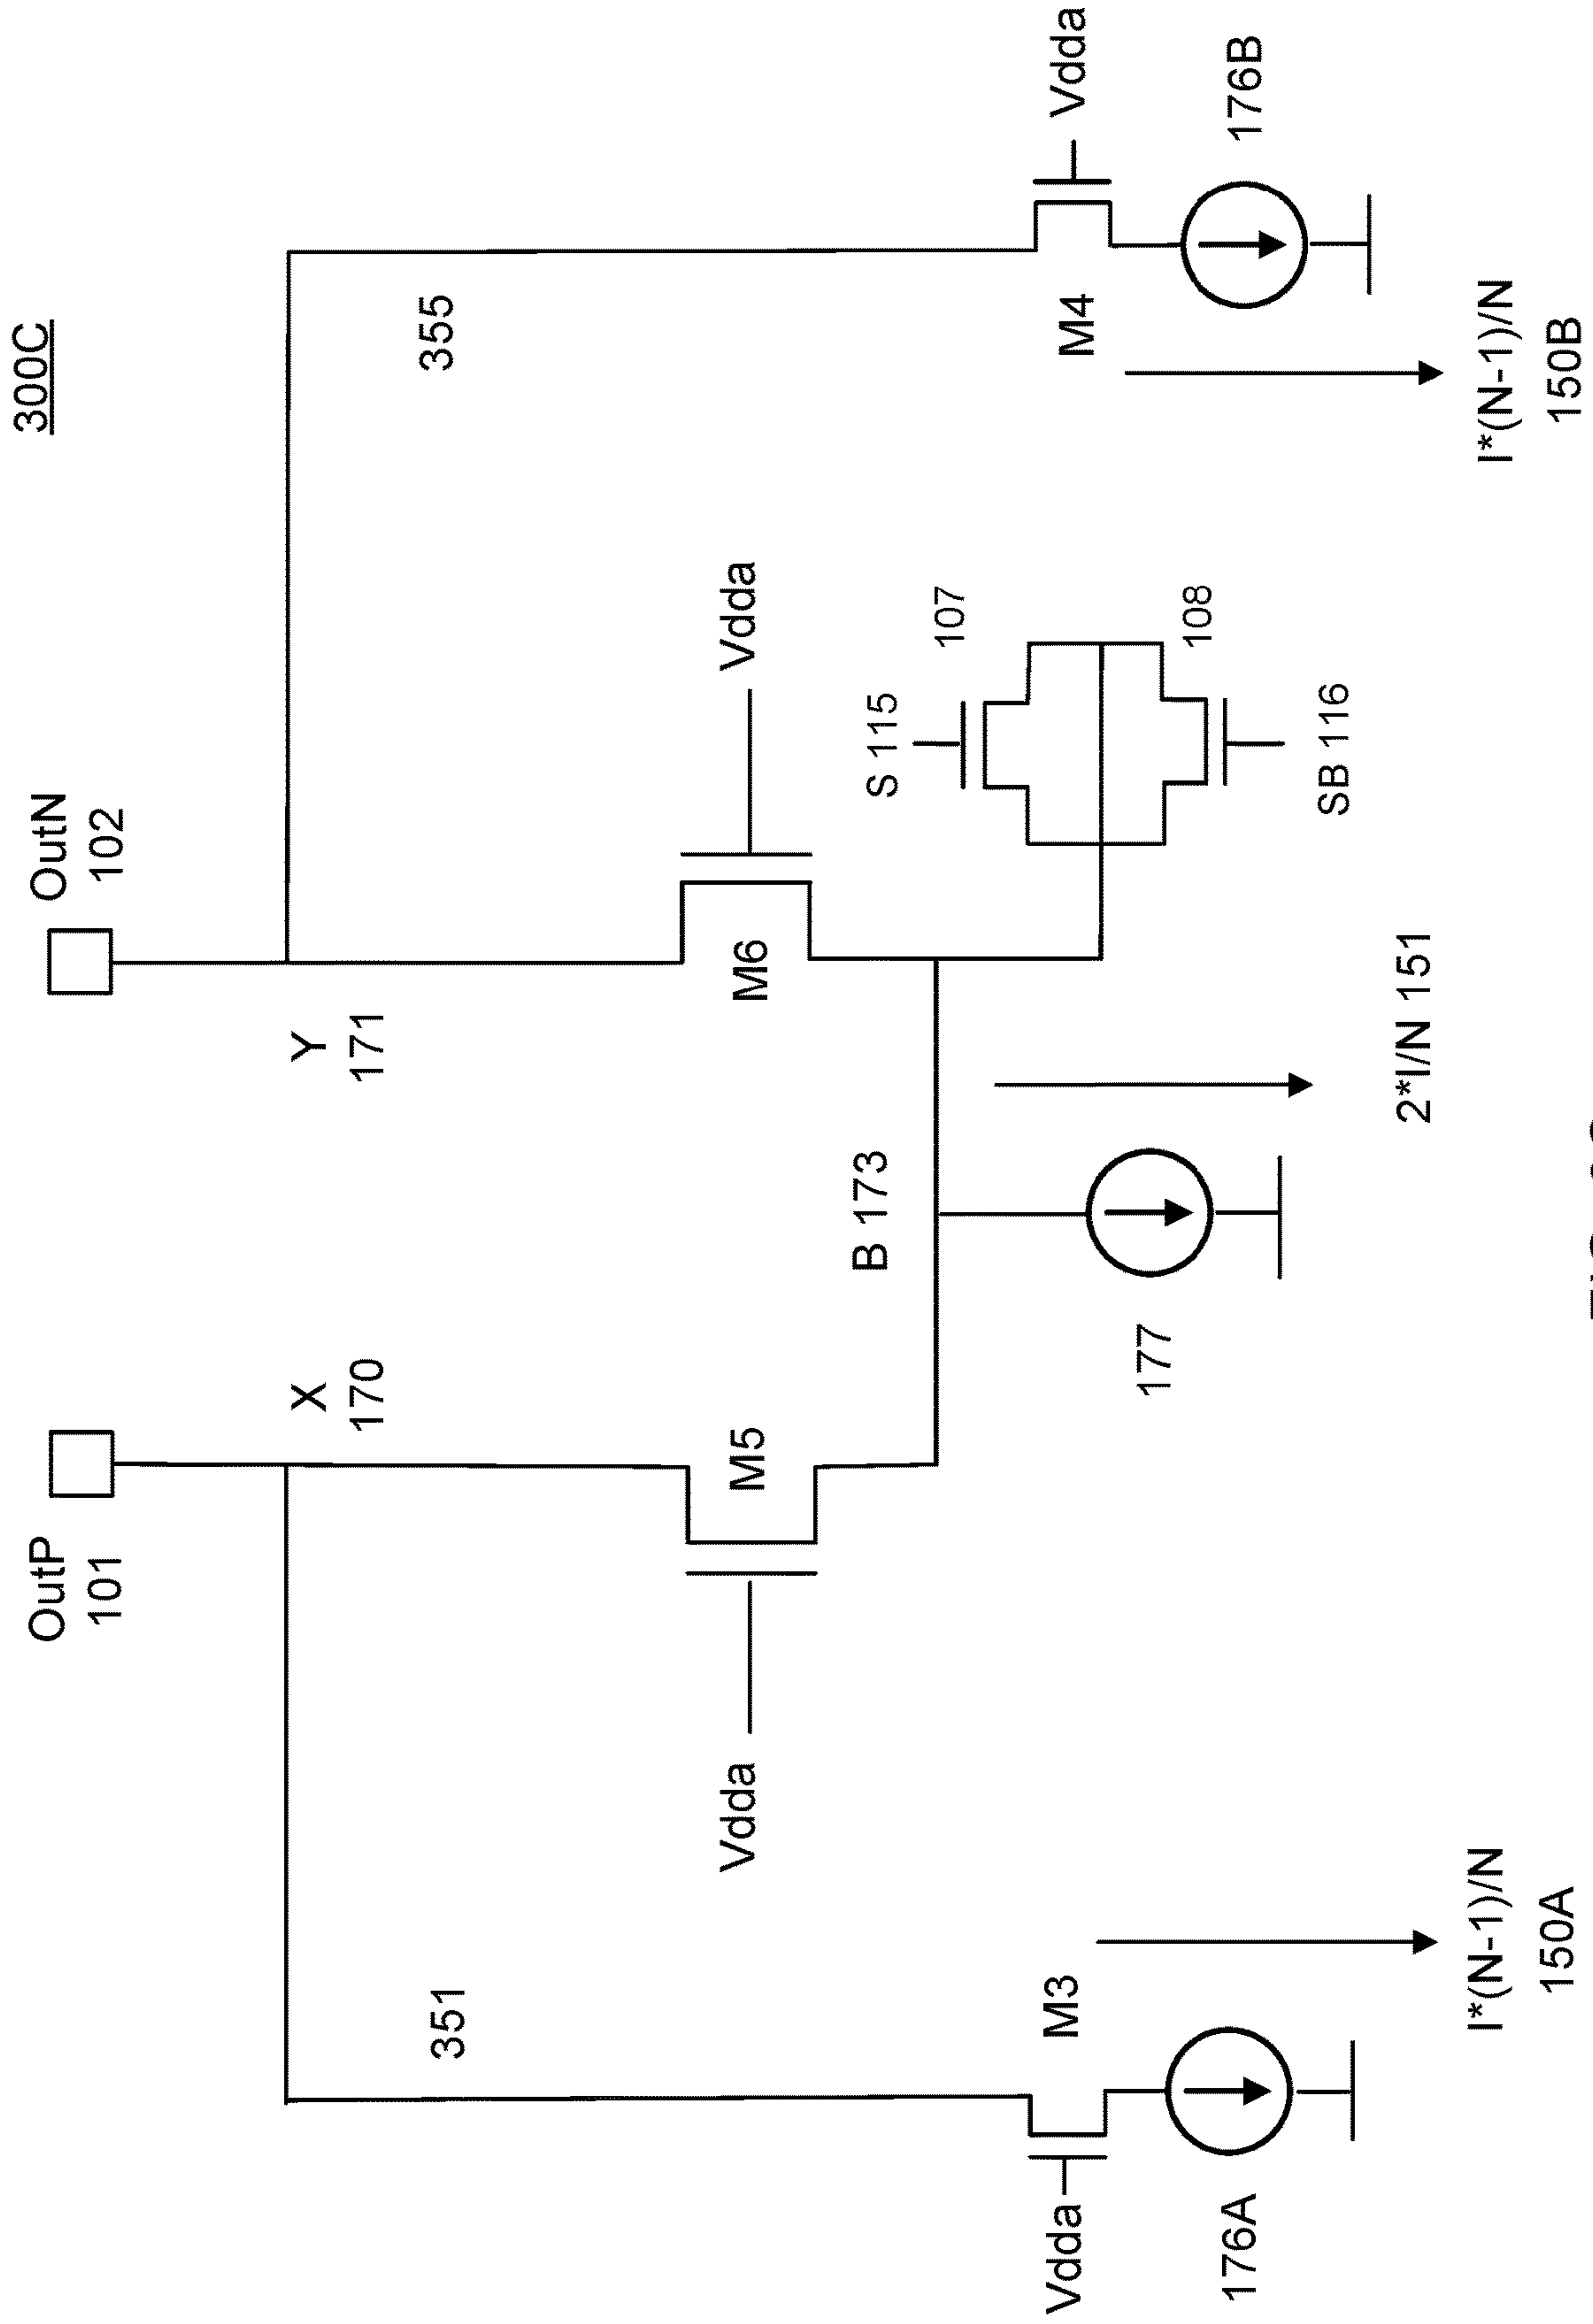 300C
OutP
101
OutN
102
X
170
Y
171
351
355
Vdda
M5
M6
Vdda
B 173
S 115
107
108
SB 116
Vdda
M3
M4
Vdda
176A
177
176B
2*I/N 151
I*(N-1)/N
150A
I*(N-1)/N
150B